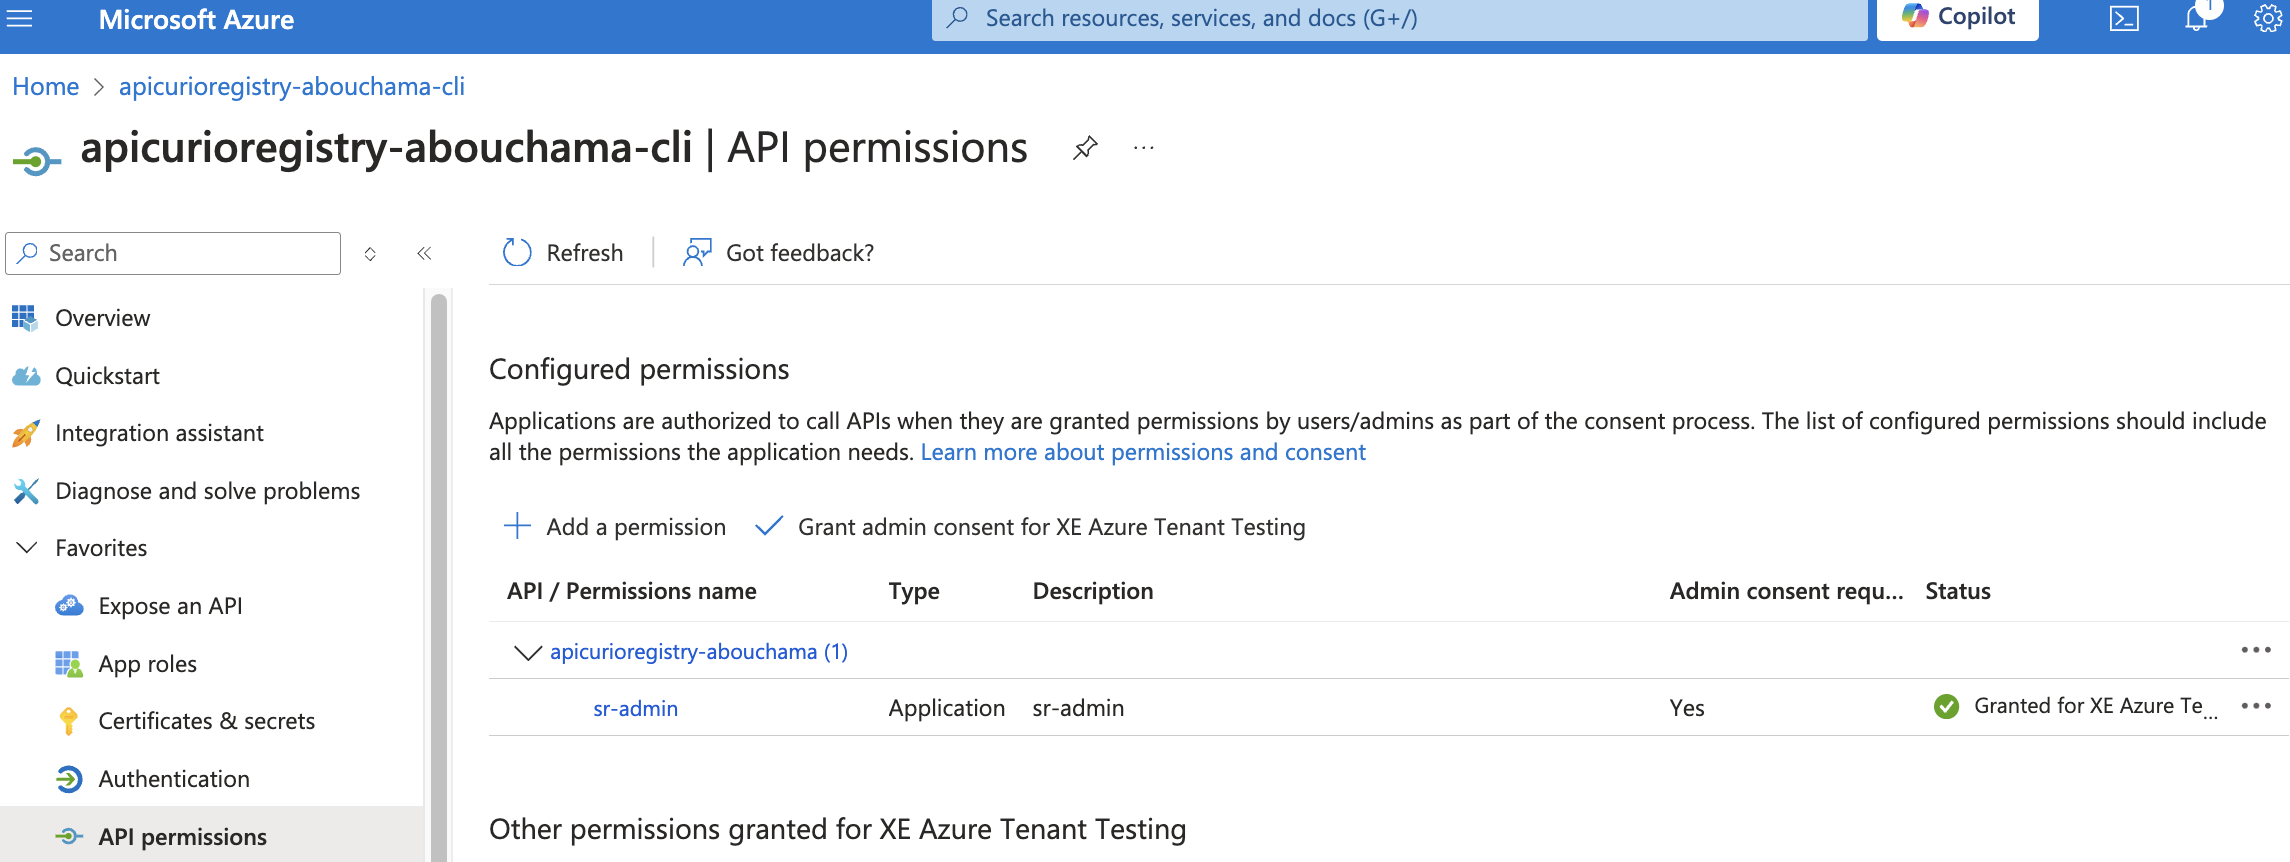 Microsoft Azure
Search resources, services, and docs (G+/)
Copilot
1
Home > apicurioregistry-abouchama-cli
apicurioregistry-abouchama-cli | API permissions
Search
Refresh
Got feedback?
Overview
Quickstart
Integration assistant
Diagnose and solve problems
Favorites
Expose an API
App roles
Certificates & secrets
Authentication
API permissions
Configured permissions
Applications are authorized to call APIs when they are granted permissions by users/admins as part of the consent process. The list of configured permissions should include
all the permissions the application needs. Learn more about permissions and consent
Add a permission
Grant admin consent for XE Azure Tenant Testing
API / Permissions name Type Description Admin consent requ... Status
apicurioregistry-abouchama (1)
sr-admin Application sr-admin Yes Granted for XE Azure Te...
Other permissions granted for XE Azure Tenant Testing